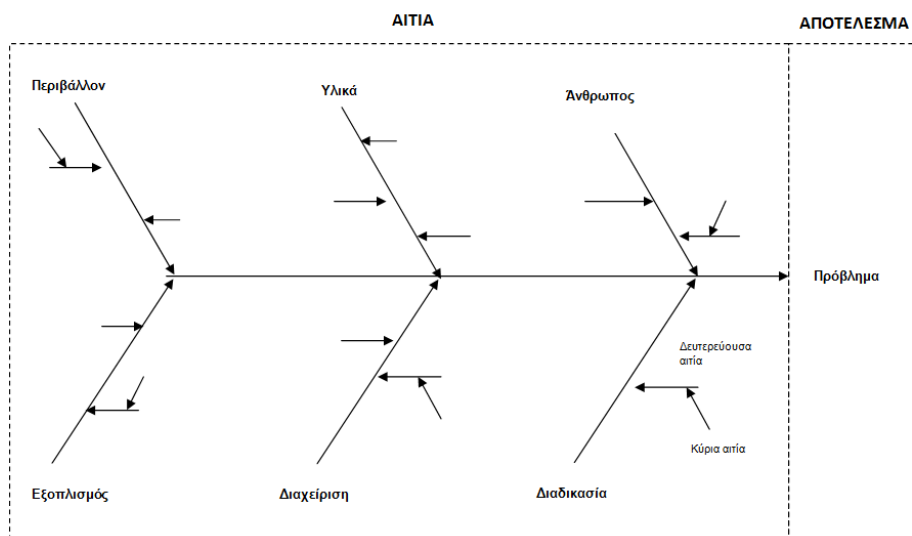 ΑΙΤΙΑ
ΑΠΟΤΕΛΕΣΜΑ
Περιβάλλον
Υλικά
Άνθρωπος
Πρόβλημα
Δευτερεύουσα
αιτία
Κύρια αιτία
Εξοπλισμός
Διαχείριση
Διαδικασία